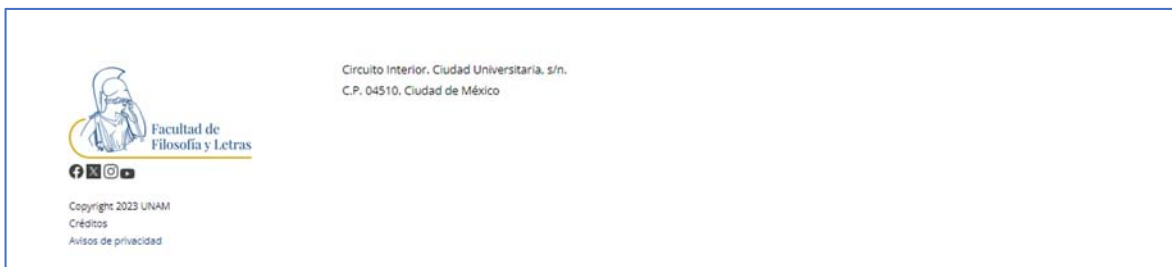 Circuito Interior. Ciudad Universitaria, s/n.
C.P. 04510. Ciudad de México
Facultad de
Filosofía y Letras
Copyright 2023 UNAM
Créditos
Avisos de privacidad